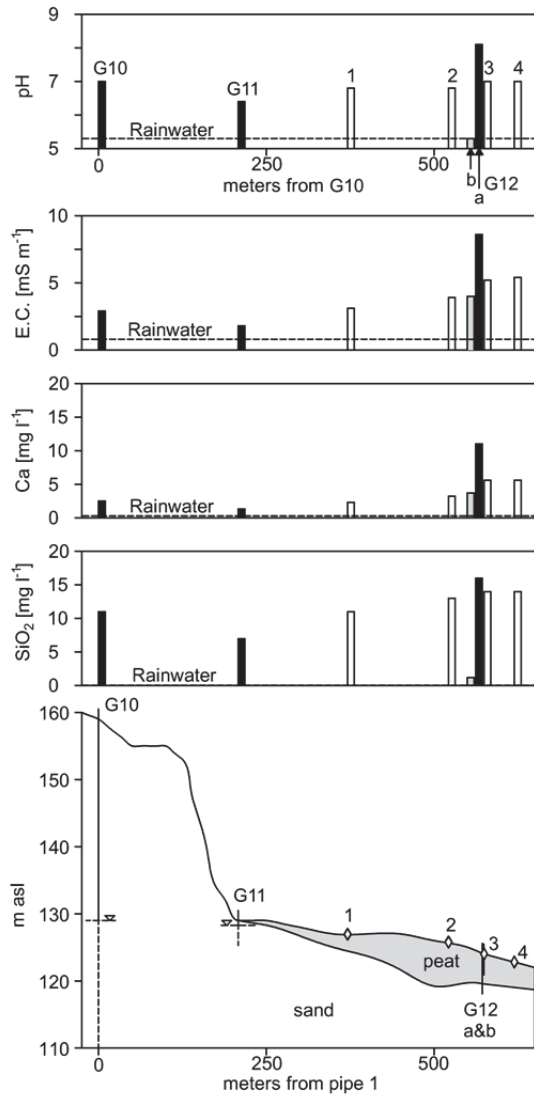 9
G10
1
2
3
4
7
G11
pH
Rainwater
5
0
250
500
b
G12
meters from G10
a
10
E.C. [mS m⁻¹]
5
Rainwater
0
20
15
Ca [mg l⁻¹]
10
5
Rainwater
0
20
15
SiO₂ [mg l⁻¹]
10
5
Rainwater
0
160
G10
150
m asl
140
G11
130
1
2
3
4
peat
120
G12
sand
a&b
110
0
250
500
meters from pipe 1